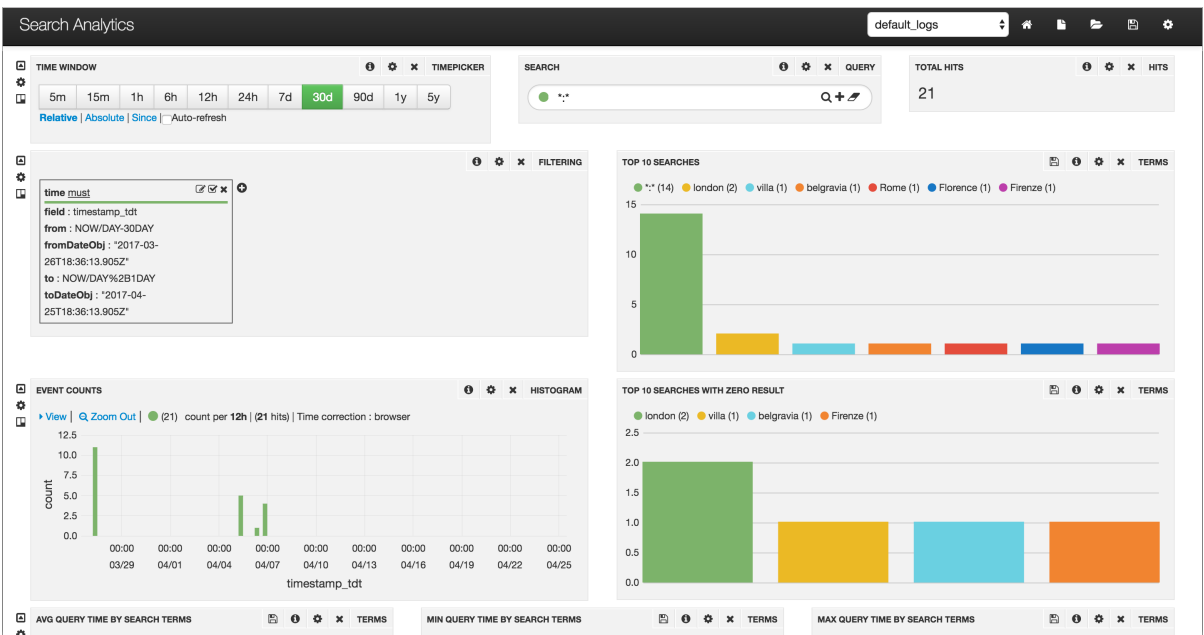 Search Analytics
default_logs
TIME WINDOW
TIMEPICKER
5m 15m 1h 6h 12h 24h 7d 30d 90d 1y 5y
Relative | Absolute | Since | Auto-refresh
SEARCH
QUERY
*:*
TOTAL HITS
HITS
21
FILTERING
time must
field : timestamp_tdt
from : NOW/DAY-30DAY
fromDateObj : "2017-03-
26T18:36:13.905Z"
to : NOW/DAY%2B1DAY
toDateObj : "2017-04-
25T18:36:13.905Z"
TOP 10 SEARCHES
TERMS
*:* (14) london (2) villa (1) belgravia (1) Rome (1) Florence (1) Firenze (1)
15
10
5
0
EVENT COUNTS
HISTOGRAM
View | Zoom Out | (21) count per 12h | (21 hits) | Time correction : browser
12.5
10.0
7.5
5.0
2.5
0.0
count
00:00 00:00 00:00 00:00 00:00 00:00 00:00 00:00 00:00 00:00
03/29 04/01 04/04 04/07 04/10 04/13 04/16 04/19 04/22 04/25
timestamp_tdt
TOP 10 SEARCHES WITH ZERO RESULT
TERMS
london (2) villa (1) belgravia (1) Firenze (1)
2.5
2.0
1.5
1.0
0.5
0.0
AVG QUERY TIME BY SEARCH TERMS
TERMS
MIN QUERY TIME BY SEARCH TERMS
TERMS
MAX QUERY TIME BY SEARCH TERMS
TERMS